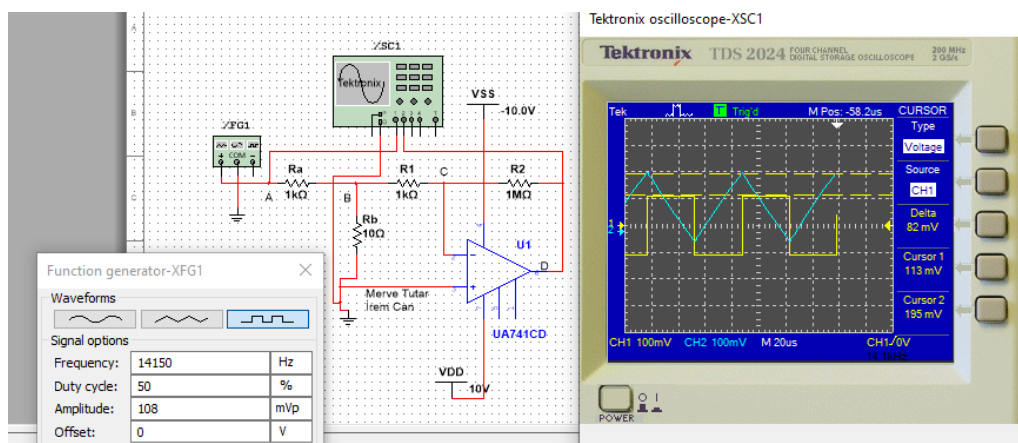 Tektronix oscilloscope-XSC1
Tektronix TDS 2024 FOUR CHANNEL DIGITAL STORAGE OSCILLOSCOPE 200 MHz 2 GS/s
Tek T Trig'd M Pos: -58.2us CURSOR
Type
Voltage
Source
CH1
Delta
82 mV
Cursor 1
113 mV
Cursor 2
195 mV
1
2
CH1 100mV CH2 100mV M 20us CH1 0V
POWER
O I
XSC1
Tektronix
VSS
-10.0V
XFG1
COM
Ra
1kΩ
A
B
R1
1kΩ
C
R2
1MΩ
Rb
10Ω
U1
D
Merve Tutar
İrem Can
UA741CD
VDD
10V
Function generator-XFG1
Waveforms
Signal options
Frequency: 14150 Hz
Duty cycle: 50 %
Amplitude: 108 mVp
Offset: 0 V